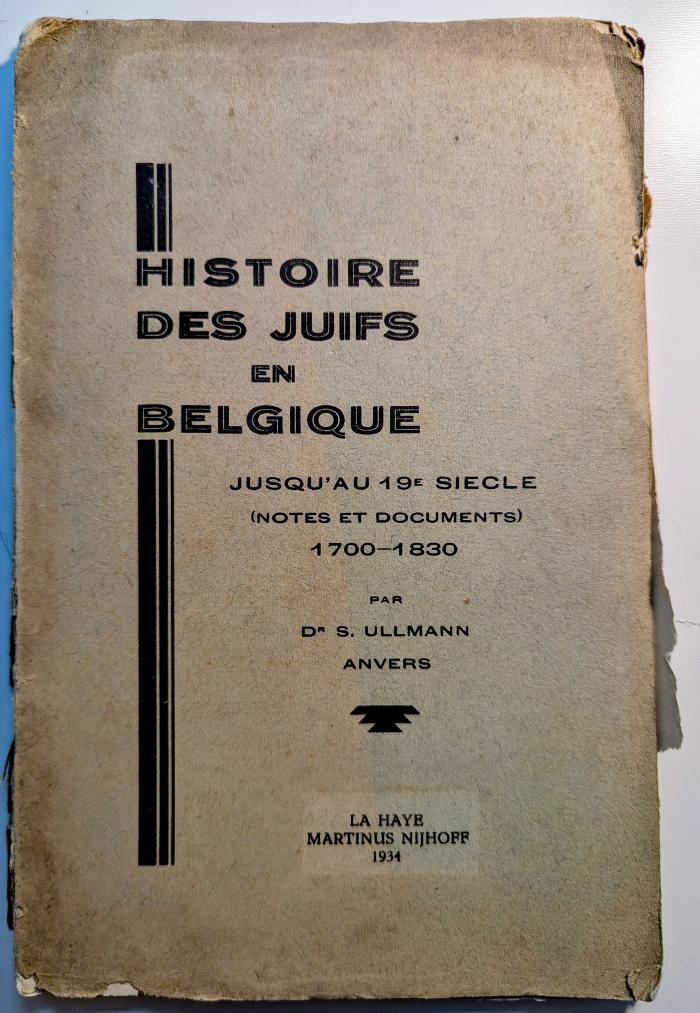 HISTOIRE
DES JUIFS
EN
BELGIQUE
JUSQU'AU 19E SIECLE
(NOTES ET DOCUMENTS)
1700—1830
PAR
DR S. ULLMANN
ANVERS
LA HAYE
MARTINUS NIJHOFF
1934